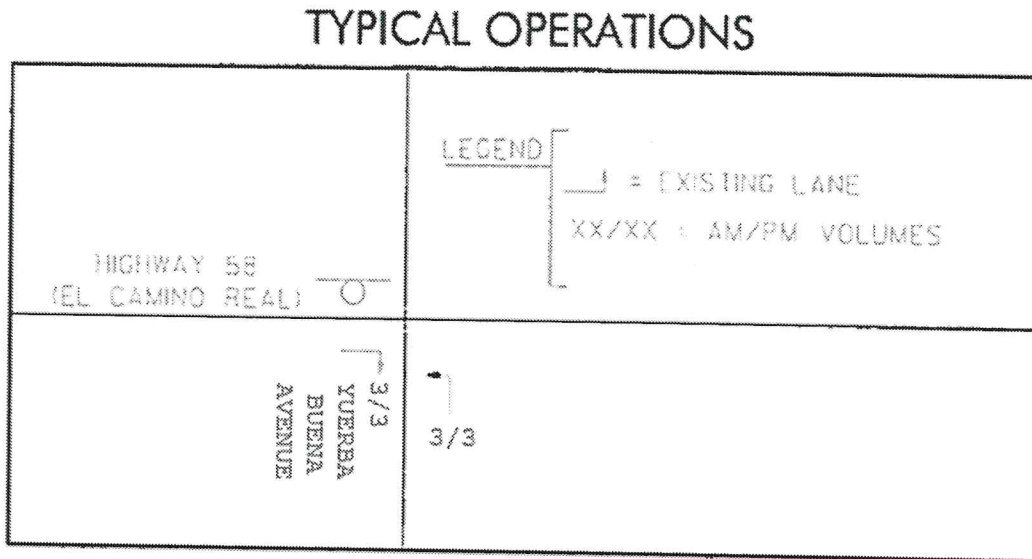 TYPICAL OPERATIONS
LEGEND
= EXISTING LANE
XX/XX = AM/PM VOLUMES
HIGHWAY 58
(EL CAMINO REAL)
3/3
YUERBA
BUENA
AVENUE
3/3